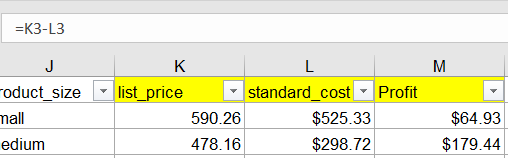 =K3-L3
J K L M
roduct_size list_price standard_cost Profit
mall 590.26 $525.33 $64.93
edium 478.16 $298.72 $179.44